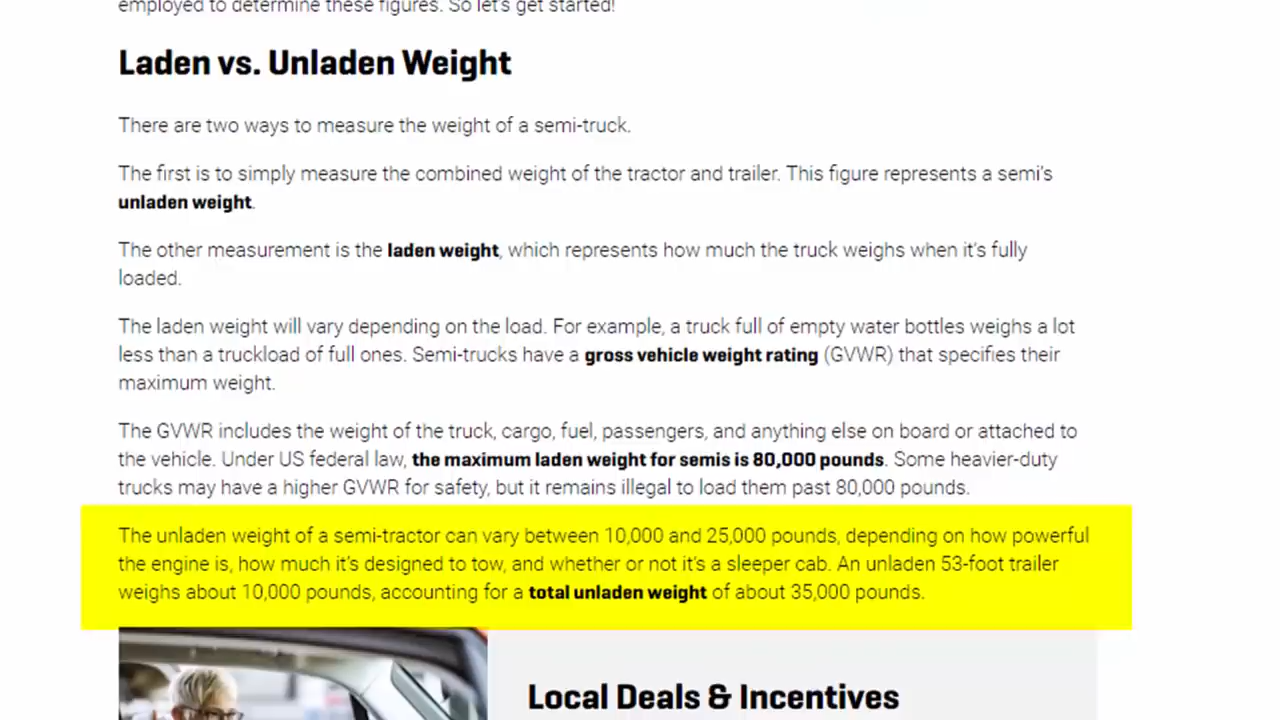 employed to determine these figures. So let's get started!
Laden vs. Unladen Weight
There are two ways to measure the weight of a semi-truck.
The first is to simply measure the combined weight of the tractor and trailer. This figure represents a semi's
unladen weight.
The other measurement is the laden weight, which represents how much the truck weighs when it's fully
loaded.
The laden weight will vary depending on the load. For example, a truck full of empty water bottles weighs a lot
less than a truckload of full ones. Semi-trucks have a gross vehicle weight rating (GVWR) that specifies their
maximum weight.
The GVWR includes the weight of the truck, cargo, fuel, passengers, and anything else on board or attached to
the vehicle. Under US federal law, the maximum laden weight for semis is 80,000 pounds. Some heavier-duty
trucks may have a higher GVWR for safety, but it remains illegal to load them past 80,000 pounds.
The unladen weight of a semi-tractor can vary between 10,000 and 25,000 pounds, depending on how powerful
the engine is, how much it's designed to tow, and whether or not it's a sleeper cab. An unladen 53-foot trailer
weighs about 10,000 pounds, accounting for a total unladen weight of about 35,000 pounds.
Local Deals & Incentives